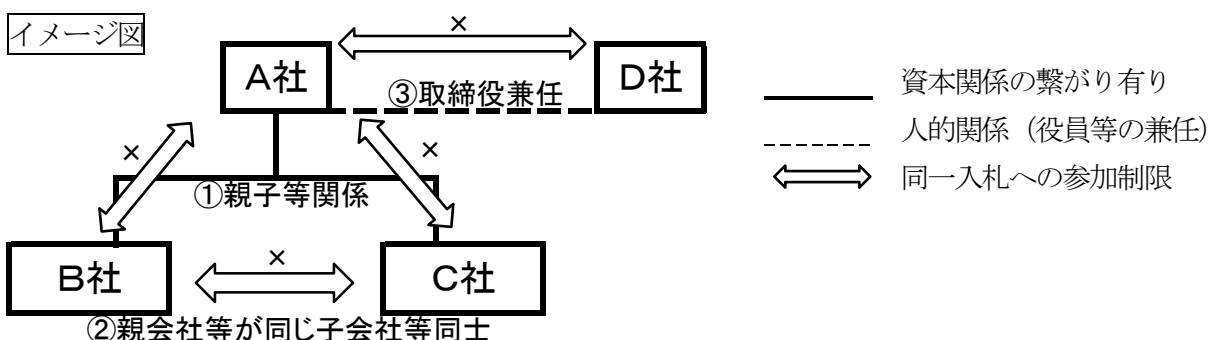 イメージ図
×
A社
D社
③取締役兼任
資本関係の繋がり有り
人的関係（役員等の兼任）
同一入札への参加制限
×
×
①親子等関係
B社
×
C社
②親会社等が同じ子会社等同士